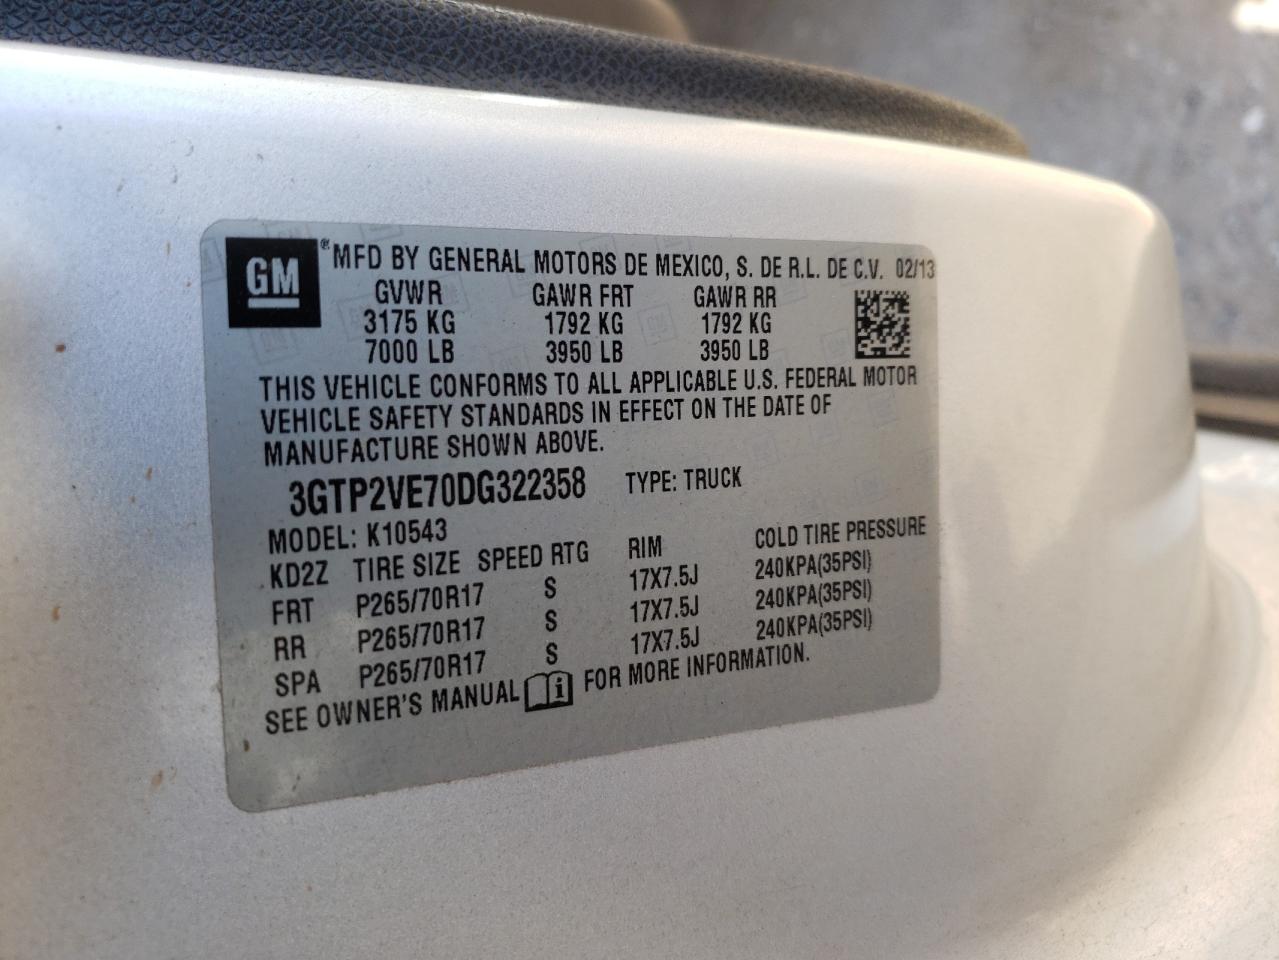 GM ® MFD BY GENERAL MOTORS DE MEXICO, S. DE R.L. DE C.V. 02/13
GVWR GAWR FRT GAWR RR
3175 KG 1792 KG 1792 KG
7000 LB 3950 LB 3950 LB
THIS VEHICLE CONFORMS TO ALL APPLICABLE U.S. FEDERAL MOTOR
VEHICLE SAFETY STANDARDS IN EFFECT ON THE DATE OF
MANUFACTURE SHOWN ABOVE.
3GTP2VE70DG322358 TYPE: TRUCK
MODEL: K10543
KD2Z TIRE SIZE SPEED RTG RIM COLD TIRE PRESSURE
FRT P265/70R17 S 17X7.5J 240KPA(35PSI)
RR P265/70R17 S 17X7.5J 240KPA(35PSI)
SPA P265/70R17 S 17X7.5J 240KPA(35PSI)
SEE OWNER'S MANUAL i FOR MORE INFORMATION.